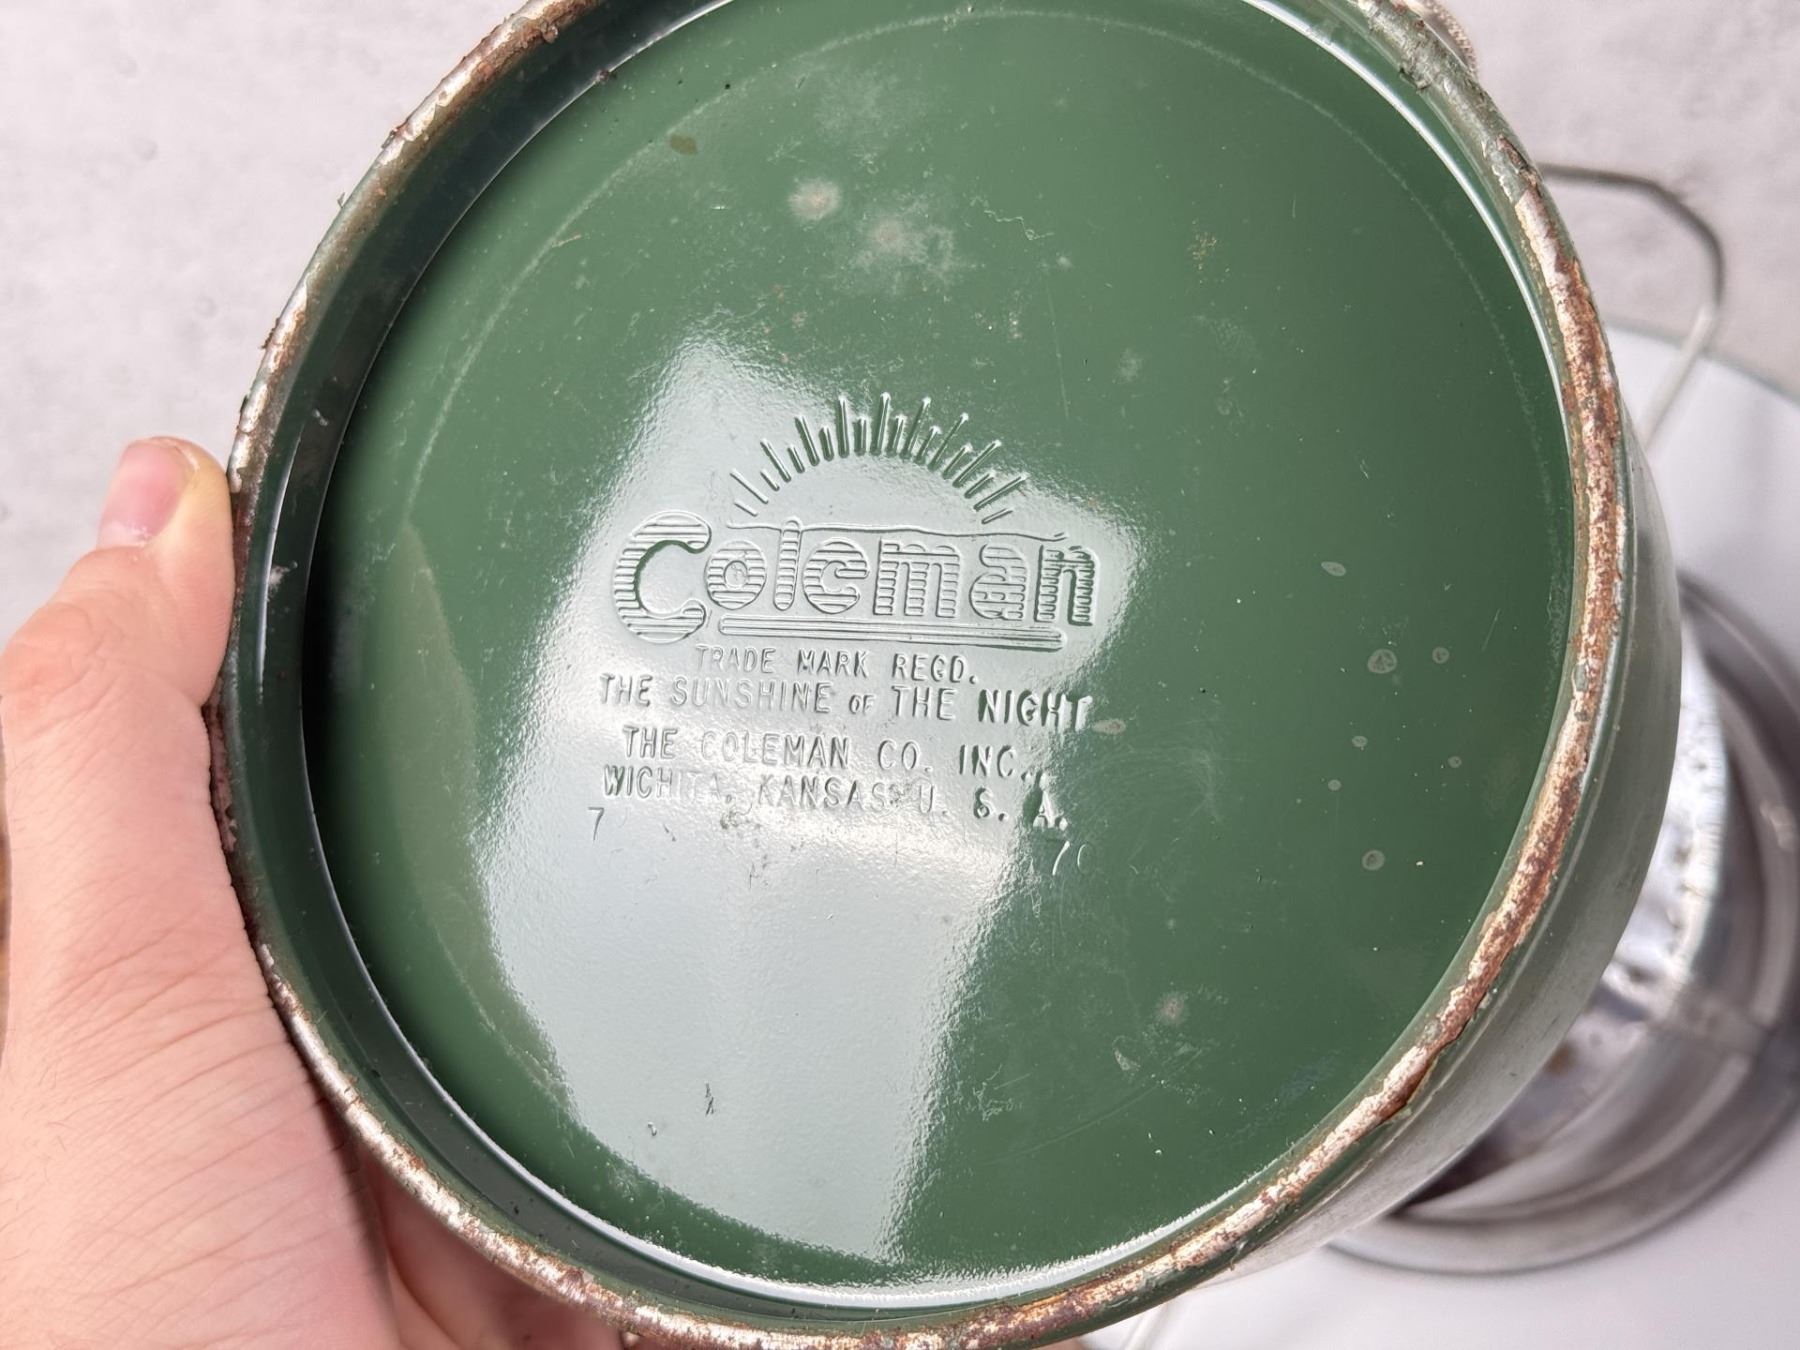 Coleman
TRADE MARK REGD.
THE SUNSHINE OF THE NIGHT
THE COLEMAN CO. INC.,
WICHITA, KANSAS, U. S. A.
7 70